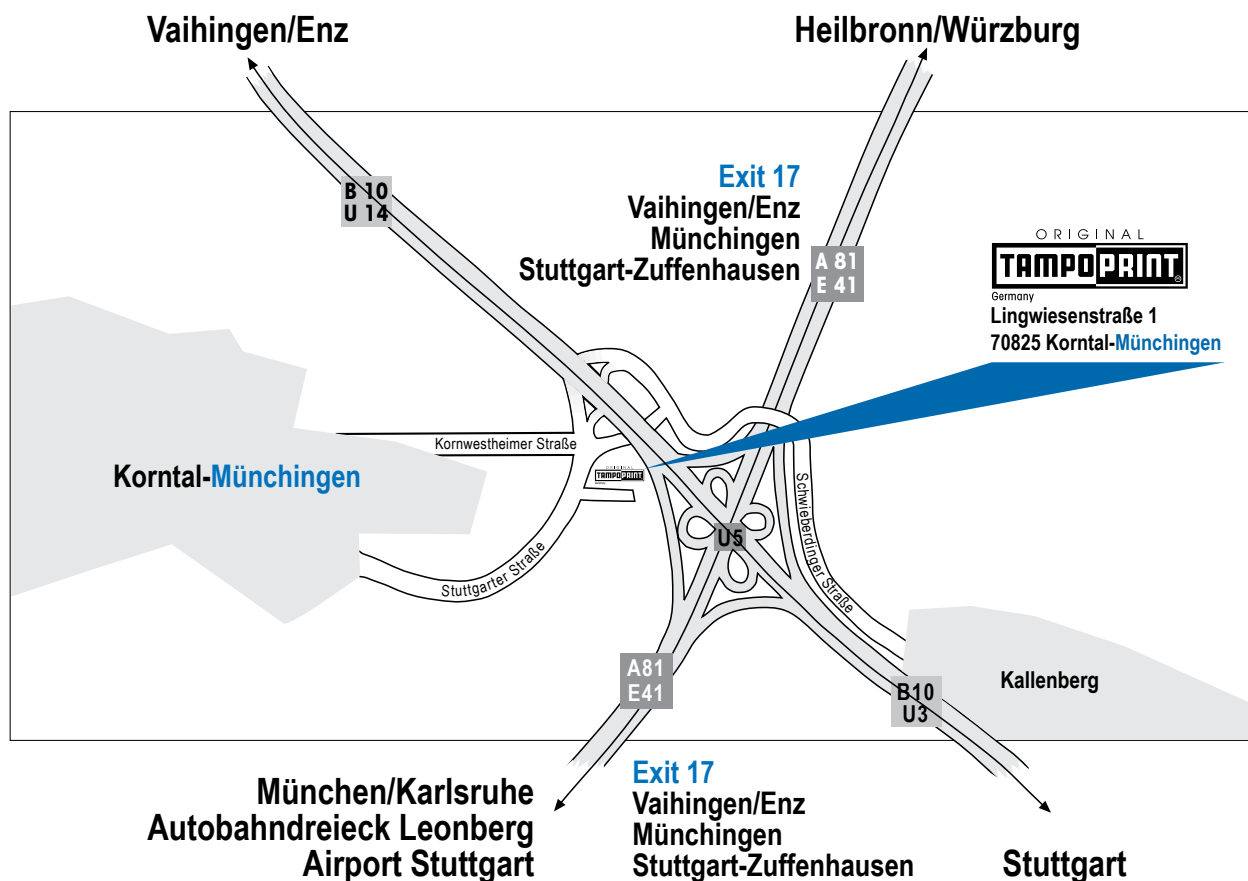 Vaihingen/Enz
Heilbronn/Würzburg
B 10
U 14
Exit 17
Vaihingen/Enz
Münchingen
Stuttgart-Zuffenhausen
A 81
E 41
ORIGINAL
TAMPOPRINT®
Germany
Lingwiesenstraße 1
70825 Korntal-Münchingen
Kornwestheimer Straße
Korntal-Münchingen
ORIGINAL
TAMPOPRINT
Stuttgarter Straße
Schwieberdinger Straße
U5
A81
E41
Kallenberg
B10
U3
München/Karlsruhe
Autobahndreieck Leonberg
Airport Stuttgart
Exit 17
Vaihingen/Enz
Münchingen
Stuttgart-Zuffenhausen
Stuttgart